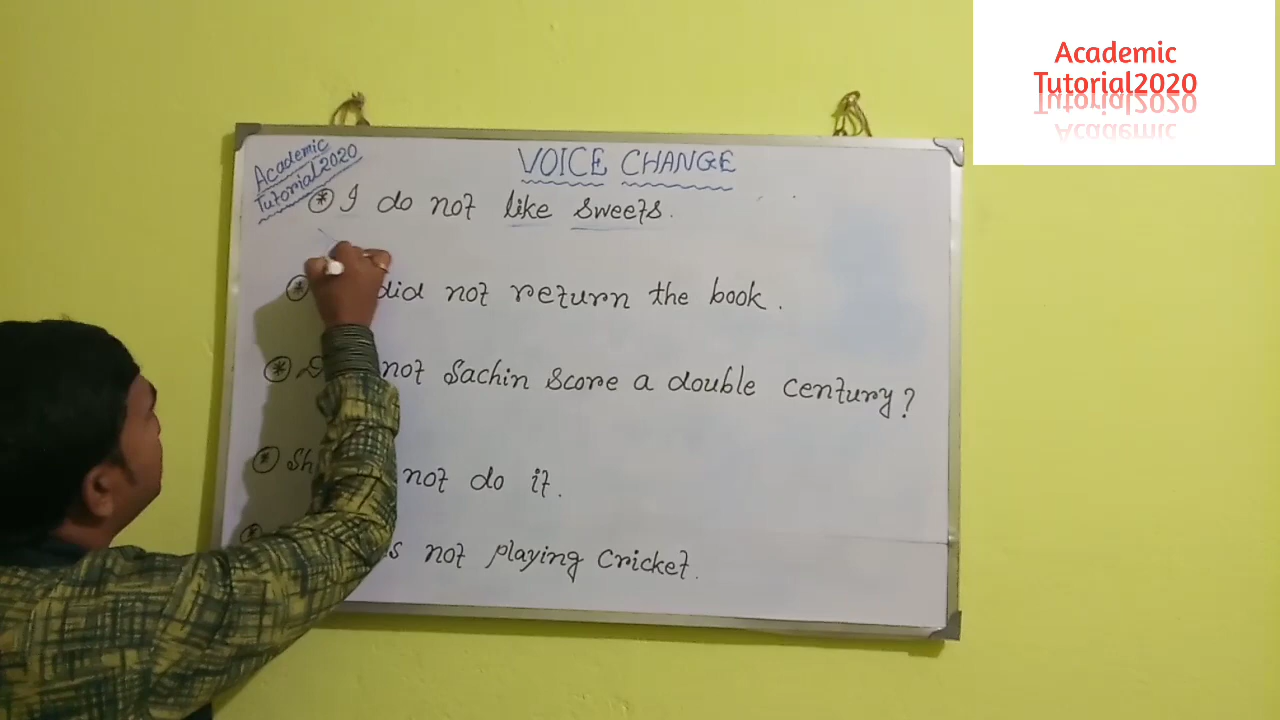 Academic
Tutorial2020
Academic
Tutorial2020
VOICE CHANGE
I do not like sweets.
did not return the book.
not Sachin score a double century?
not do it.
not playing cricket.